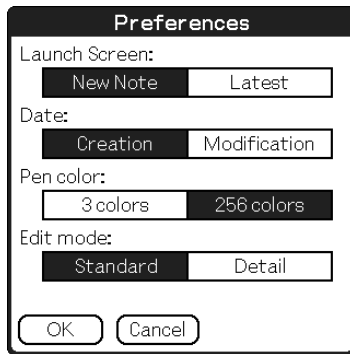 Preferences
Launch Screen:
New Note Latest
Date:
Creation Modification
Pen color:
3 colors 256 colors
Edit mode:
Standard Detail
OK Cancel